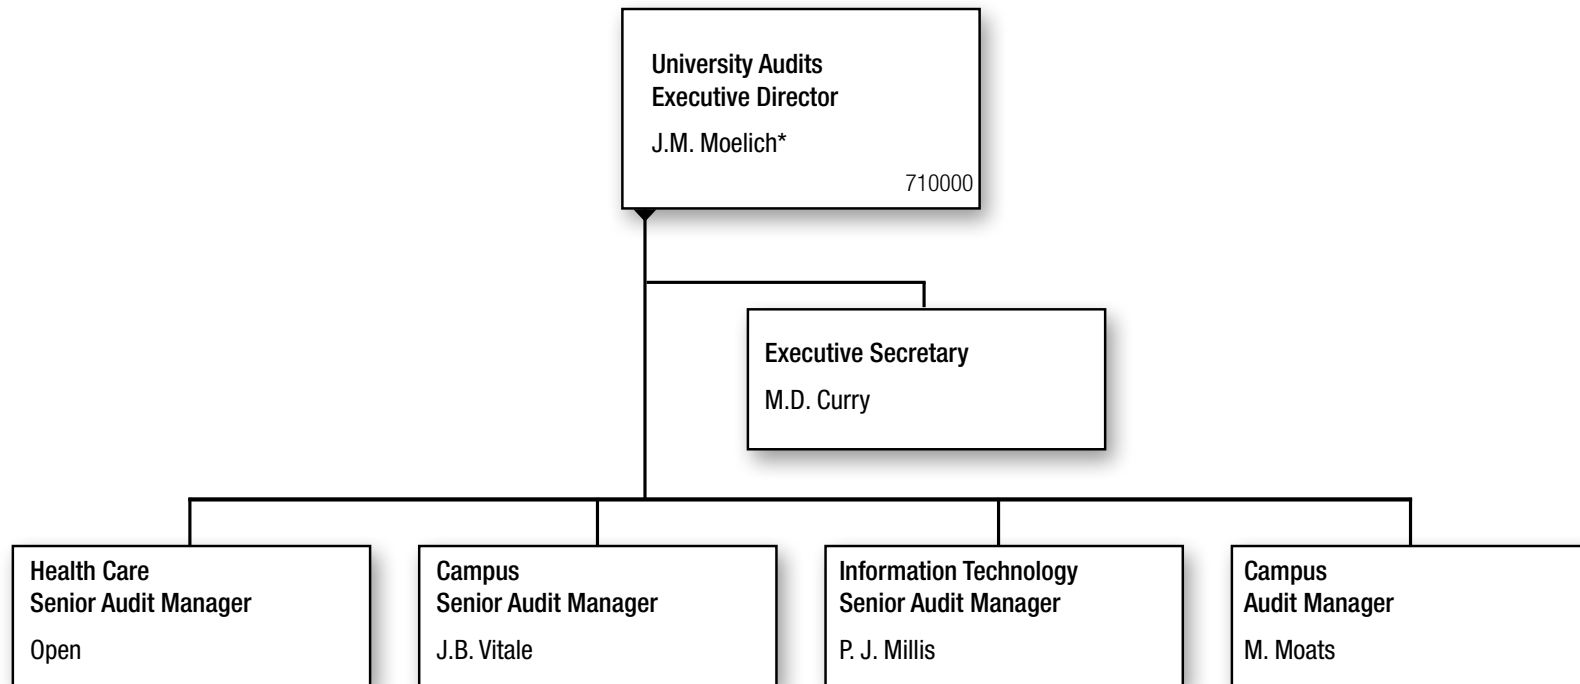 University Audits
Executive Director
J.M. Moelich*
710000
Executive Secretary
M.D. Curry
Health Care
Senior Audit Manager
Open
Campus
Senior Audit Manager
J.B. Vitale
Information Technology
Senior Audit Manager
P. J. Millis
Campus
Audit Manager
M. Moats